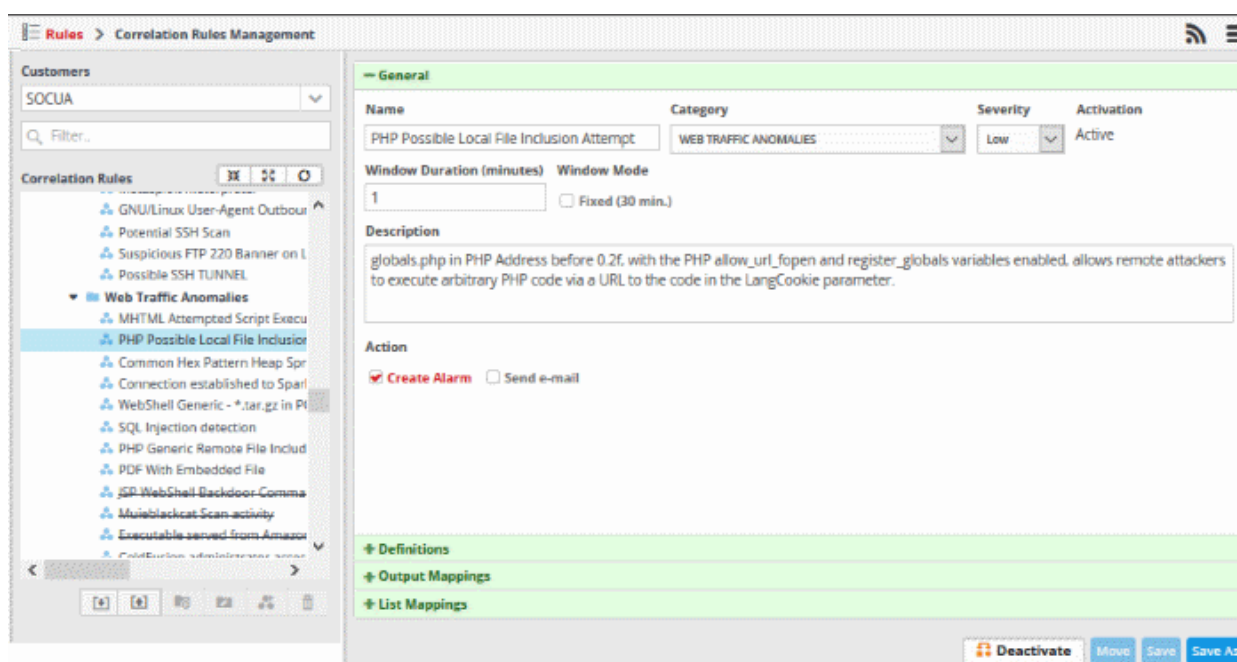 Rules > Correlation Rules Management
Customers
SOCUA
Filter..
Correlation Rules
GNU/Linux User-Agent Outbour
Potential SSH Scan
Suspicious FTP 220 Banner on L
Possible SSH TUNNEL
Web Traffic Anomalies
MHTML Attempted Script Execu
PHP Possible Local File Inclusior
Common Hex Pattern Heap Spr
Connection established to Spar
WebShell Generic - *.tar.gz in P
SQL Injection detection
PHP Generic Remote File Includ
PDF With Embedded File
JSP WebShell Backdoor Comma
Muieblackcat Scan activity
Executable served from Amazor
ColdFusion administrator acces
General
Name Category Severity Activation
PHP Possible Local File Inclusion Attempt WEB TRAFFIC ANOMALIES Low Active
Window Duration (minutes) Window Mode
1 Fixed (30 min.)
Description
globals.php in PHP Address before 0.2f, with the PHP allow_url_fopen and register_globals variables enabled, allows remote attackers
to execute arbitrary PHP code via a URL to the code in the LangCookie parameter.
Action
Create Alarm Send e-mail
+ Definitions
+ Output Mappings
+ List Mappings
Deactivate Move Save Save As